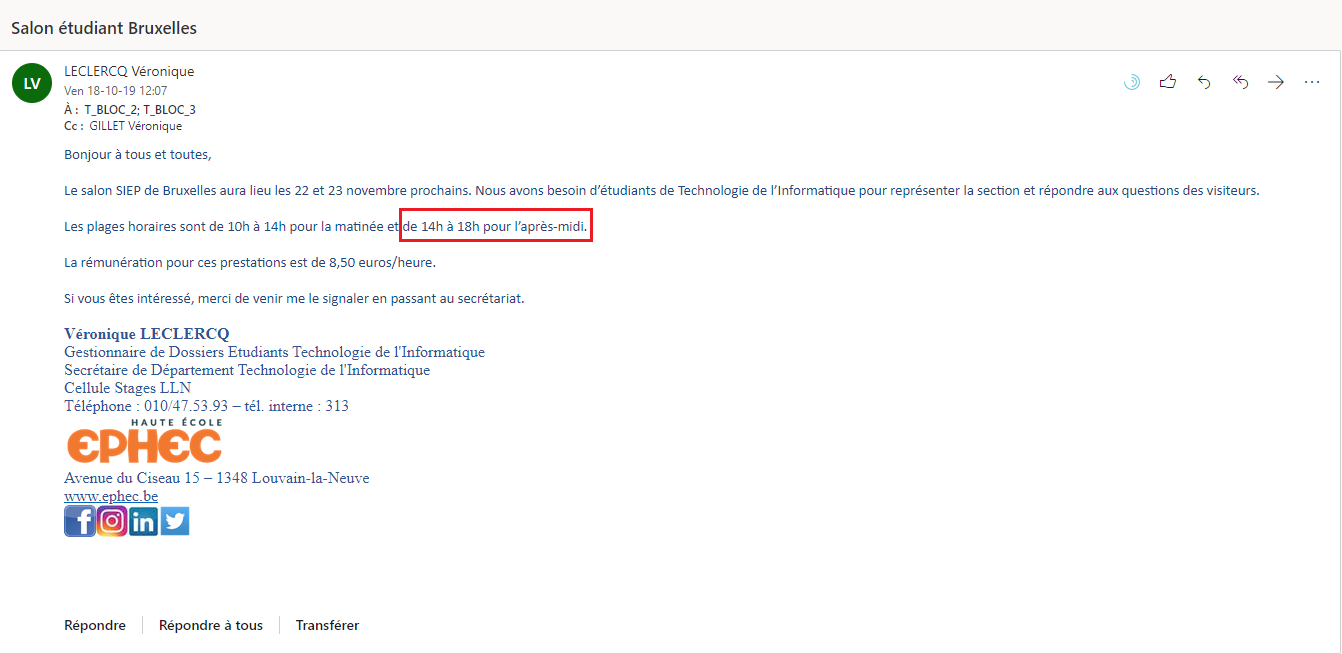 Salon étudiant Bruxelles
LV
LECLERCQ Véronique
Ven 18-10-19 12:07
À : T_BLOC_2; T_BLOC_3
Cc : GILLET Véronique
Bonjour à tous et toutes,
Le salon SIEP de Bruxelles aura lieu les 22 et 23 novembre prochains. Nous avons besoin d'étudiants de Technologie de l'Informatique pour représenter la section et répondre aux questions des visiteurs.
Les plages horaires sont de 10h à 14h pour la matinée et de 14h à 18h pour l'après-midi.
La rémunération pour ces prestations est de 8,50 euros/heure.
Si vous êtes intéressé, merci de venir me le signaler en passant au secrétariat.
Véronique LECLERCQ
Gestionnaire de Dossiers Etudiants Technologie de l'Informatique
Secrétaire de Département Technologie de l'Informatique
Cellule Stages LLN
Téléphone : 010/47.53.93 – tél. interne : 313
HAUTE ÉCOLE
EPHEC
Avenue du Ciseau 15 – 1348 Louvain-la-Neuve
www.ephec.be
Répondre
Répondre à tous
Transférer